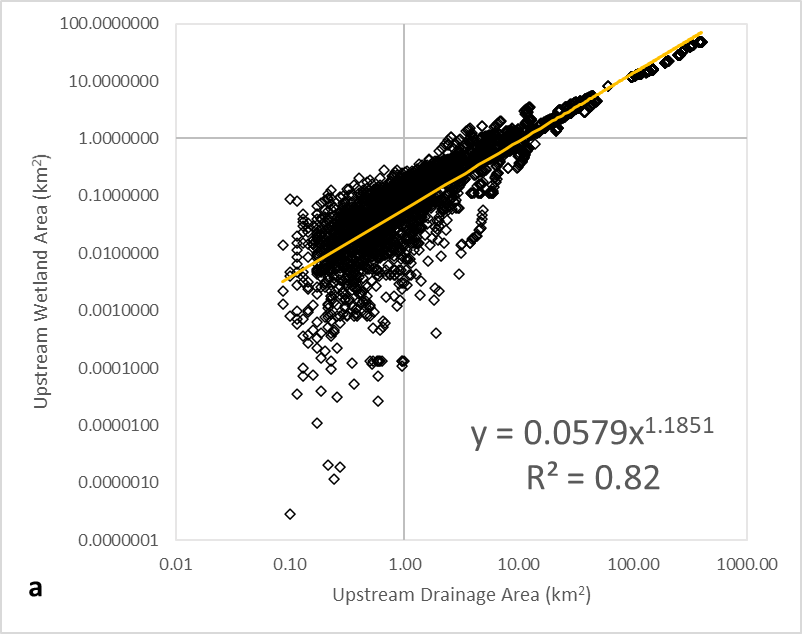 100.0000000
10.0000000
1.0000000
0.1000000
0.0100000
0.0010000
0.0001000
0.0000100
0.0000010
0.0000001
Upstream Wetland Area (km²)
y = 0.0579x¹·¹⁸⁵¹
R² = 0.82
0.01 0.10 1.00 10.00 100.00 1000.00
Upstream Drainage Area (km²)
a